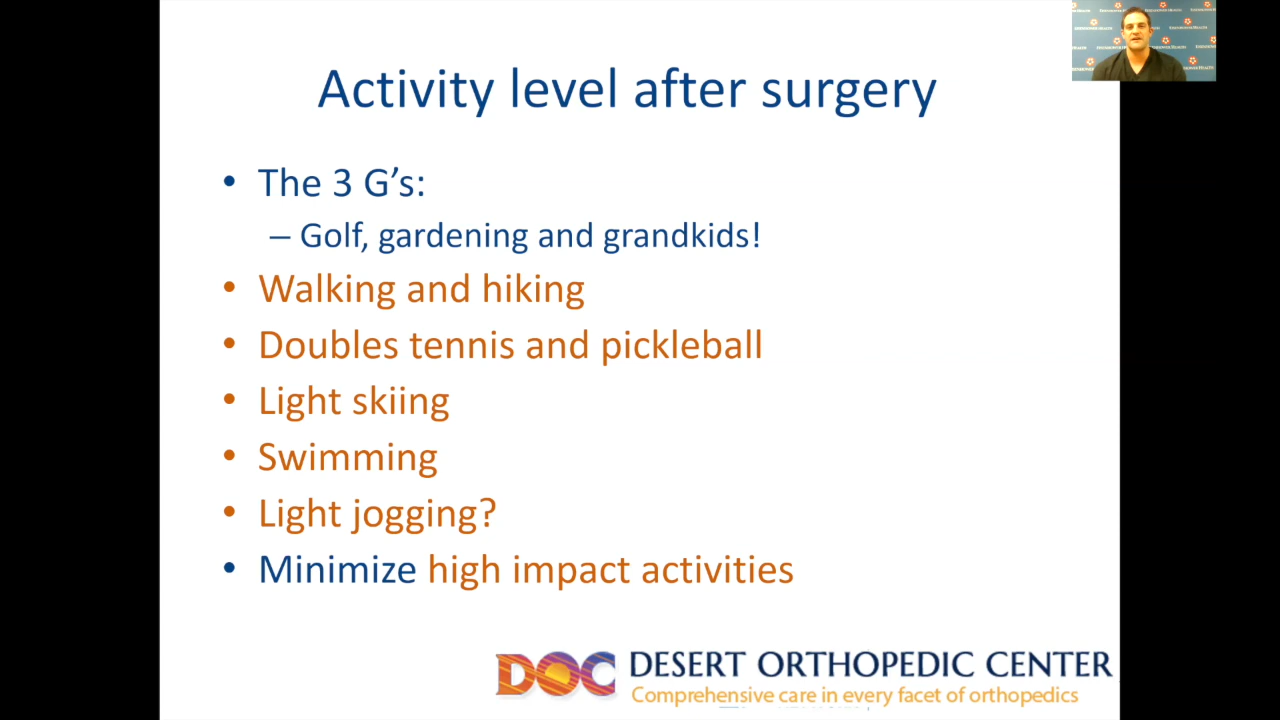 Activity level after surgery
• The 3 G's:
– Golf, gardening and grandkids!
• Walking and hiking
• Doubles tennis and pickleball
• Light skiing
• Swimming
• Light jogging?
• Minimize high impact activities
DOC DESERT ORTHOPEDIC CENTER
Comprehensive care in every facet of orthopedics